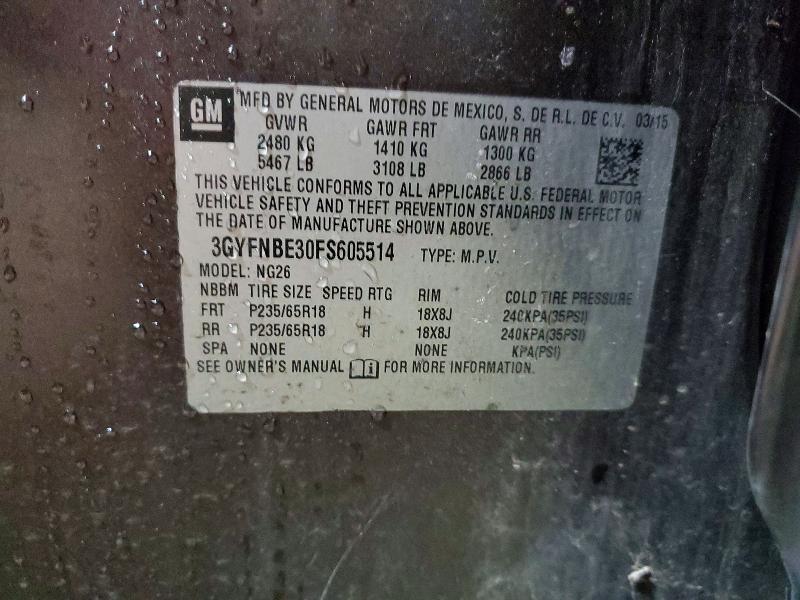 GM MFD BY GENERAL MOTORS DE MEXICO, S. DE R.L. DE C.V. 03/15
GVWR GAWR FRT GAWR RR
2480 KG 1410 KG 1300 KG
5467 LB 3108 LB 2866 LB
THIS VEHICLE CONFORMS TO ALL APPLICABLE U.S. FEDERAL MOTOR
VEHICLE SAFETY AND THEFT PREVENTION STANDARDS IN EFFECT ON
THE DATE OF MANUFACTURE SHOWN ABOVE.
3GYFNBE30FS605514 TYPE: M.P.V.
MODEL: NG26
NBBM TIRE SIZE SPEED RTG RIM COLD TIRE PRESSURE
FRT P235/65R18 H 18X8J 240KPA(35PSI)
RR P235/65R18 H 18X8J 240KPA(35PSI)
SPA NONE NONE KPA(PSI)
SEE OWNER'S MANUAL FOR MORE INFORMATION.